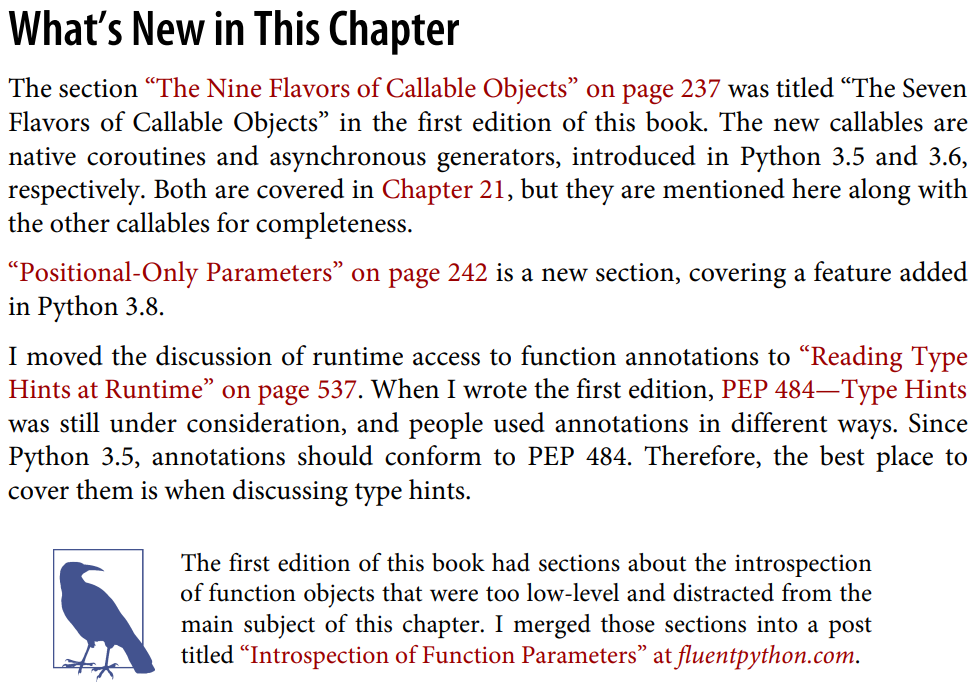 What’s New in This Chapter
The section “The Nine Flavors of Callable Objects” on page 237 was titled “The Seven
Flavors of Callable Objects” in the first edition of this book. The new callables are
native coroutines and asynchronous generators, introduced in Python 3.5 and 3.6,
respectively. Both are covered in Chapter 21, but they are mentioned here along with
the other callables for completeness.
“Positional-Only Parameters” on page 242 is a new section, covering a feature added
in Python 3.8.
I moved the discussion of runtime access to function annotations to “Reading Type
Hints at Runtime” on page 537. When I wrote the first edition, PEP 484—Type Hints
was still under consideration, and people used annotations in different ways. Since
Python 3.5, annotations should conform to PEP 484. Therefore, the best place to
cover them is when discussing type hints.
The first edition of this book had sections about the introspection
of function objects that were too low-level and distracted from the
main subject of this chapter. I merged those sections into a post
titled “Introspection of Function Parameters” at fluentpython.com.